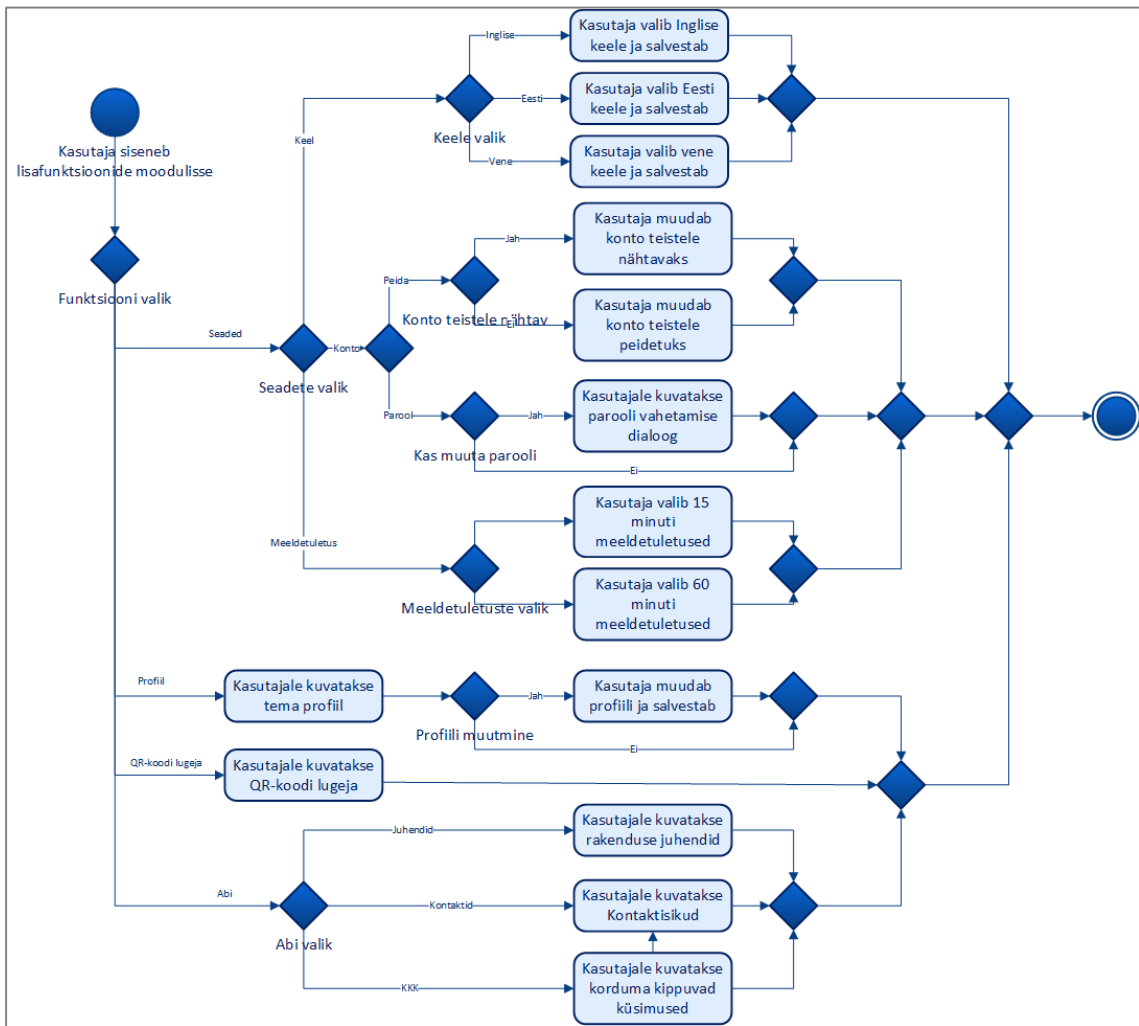 Inglise
Kasutaja valib Inglise
keele ja salvestab
Eesti
Kasutaja valib Eesti
keele ja salvestab
Keele valik
Keel
Vene
Kasutaja valib vene
keele ja salvestab
Kasutaja siseneb
lisafunktsioonide moodulisse
Funktsiooni valik
Peida
Jah
Kasutaja muudab
konto teistele
nähtavaks
Konto teistele nähtav
Ei
Kasutaja muudab
konto teistele
peidetuks
Seaded
Konto
Seadete valik
Parool
Jah
Kasutajale kuvatakse
parooli vahetamise
dialoog
Kas muuta parooli
Ei
Meeldetuletus
Kasutaja valib 15
minuti
meeldetuletused
Meeldetuletuste valik
Kasutaja valib 60
minuti
meeldetuletused
Profiil
Kasutajale kuvatakse
tema profiil
Jah
Kasutaja muudab
profiili ja salvestab
Profiili muutmine
Ei
QR-koodi lugeja
Kasutajale kuvatakse
QR-koodi lugeja
Juhendid
Kasutajale kuvatakse
rakenduse juhendid
Abi
Kontaktid
Kasutajale kuvatakse
Kontaktisikud
Abi valik
KKK
Kasutajale kuvatakse
korduma kippuvad
küsimused